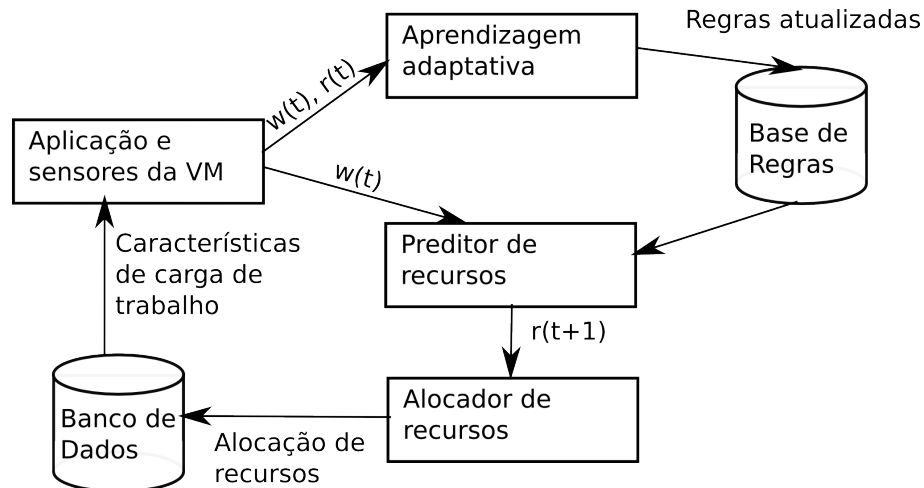 Regras atualizadas
Aprendizagem
adaptativa
w(t), r(t)
Aplicação e
sensores da VM
Base de
Regras
w(t)
Preditor de
recursos
Características
de carga de
trabalho
r(t+1)
Alocador de
recursos
Banco de
Dados
Alocação de
recursos